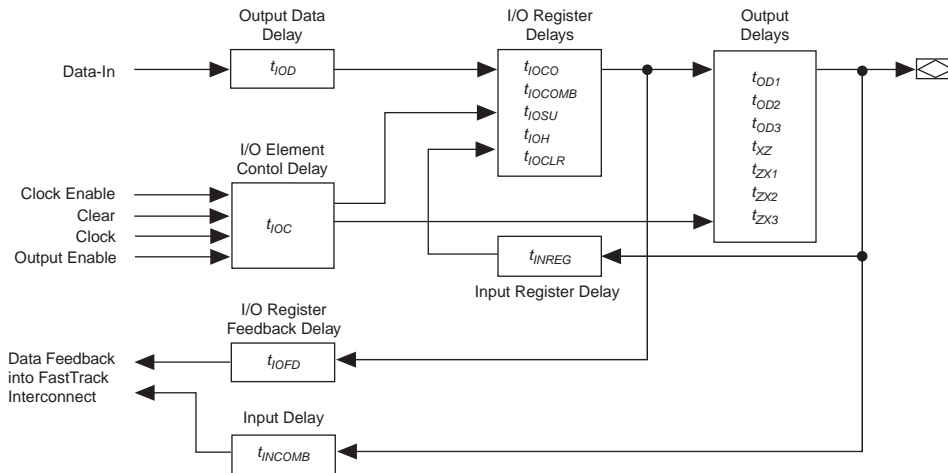 Output Data
Delay
I/O Register
Delays
Output
Delays
Data-In
tIOD
tIOCO
tIOCOMB
tIOSU
tIOH
tIOCLR
tOD1
tOD2
tOD3
tXZ
tZX1
tZX2
tZX3
I/O Element
Contol Delay
Clock Enable
Clear
Clock
Output Enable
tIOC
tINREG
Input Register Delay
I/O Register
Feedback Delay
tIOFD
Data Feedback
into FastTrack
Interconnect
Input Delay
tINCOMB